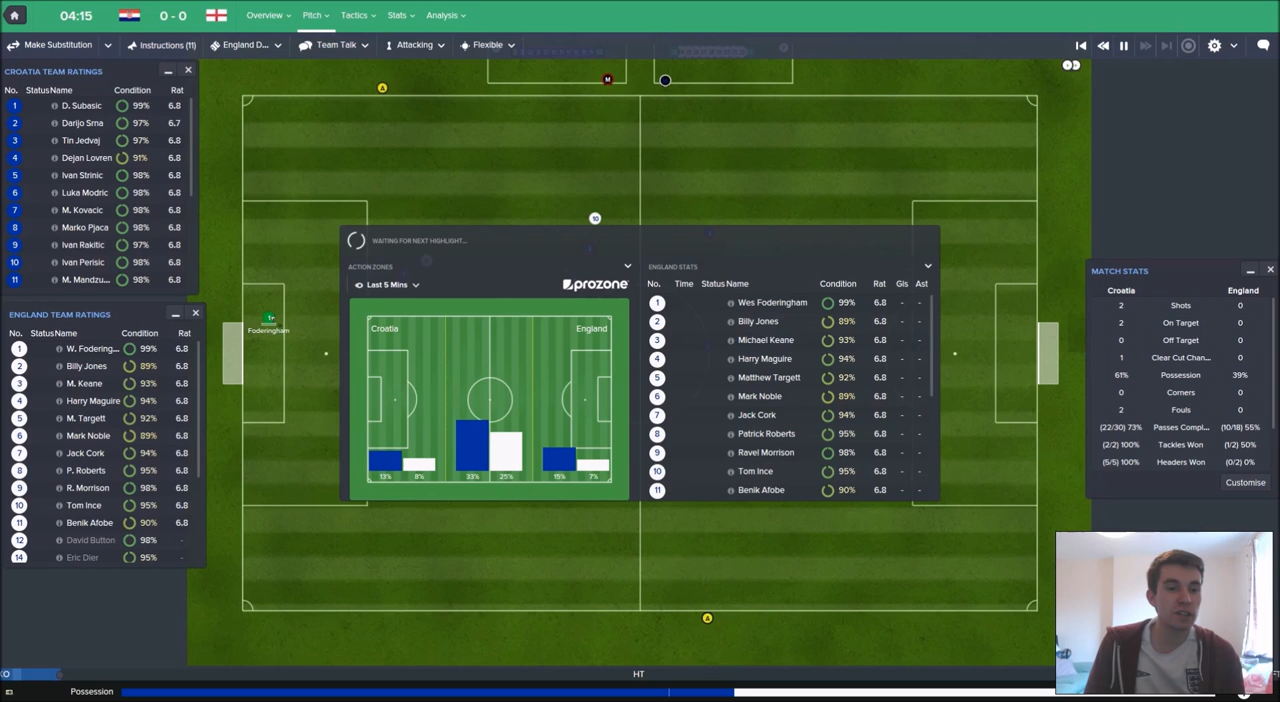 04:15 0 - 0 Overview Pitch Tactics Stats Analysis
Make Substitution Instructions (11) England D... Team Talk Attacking Flexible
CROATIA TEAM RATINGS
No. Status Name Condition Rat
1 D. Subasic 99% 6.8
2 Darijo Srna 97% 6.7
3 Tin Jedvaj 97% 6.8
4 Dejan Lovren 91% 6.8
5 Ivan Strinic 98% 6.8
6 Luka Modric 98% 6.8
7 M. Kovacic 98% 6.8
8 Marko Pjaca 98% 6.8
9 Ivan Rakitic 97% 6.8
10 Ivan Perisic 98% 6.8
11 M. Mandzu... 98% 6.8
ENGLAND TEAM RATINGS
No. Status Name Condition Rat
1 W. Fodering... 99% 6.8
2 Billy Jones 89% 6.8
3 M. Keane 93% 6.8
4 Harry Maguire 94% 6.8
5 M. Targett 92% 6.8
6 Mark Noble 89% 6.8
7 Jack Cork 94% 6.8
8 P. Roberts 95% 6.8
9 R. Morrison 98% 6.8
10 Tom Ince 95% 6.8
11 Benik Afobe 90% 6.8
12 David Button 98% -
14 Eric Dier 95% -
A
M
10
Foderingham
A
WAITING FOR NEXT HIGHLIGHT...
ACTION ZONES
Last 5 Mins prozone
Croatia England
13% 8% 33% 25% 15% 7%
ENGLAND STATS
No. Time Status Name Condition Rat Gls Ast
1 Wes Foderingham 99% 6.8 - -
2 Billy Jones 89% 6.8 - -
3 Michael Keane 93% 6.8 - -
4 Harry Maguire 94% 6.8 - -
5 Matthew Targett 92% 6.8 - -
6 Mark Noble 89% 6.8 - -
7 Jack Cork 94% 6.8 - -
8 Patrick Roberts 95% 6.8 - -
9 Ravel Morrison 98% 6.8 - -
10 Tom Ince 95% 6.8 - -
11 Benik Afobe 90% 6.8 - -
MATCH STATS
Croatia England
2 Shots 0
2 On Target 0
0 Off Target 0
1 Clear Cut Chan... 0
61% Possession 39%
0 Corners 0
2 Fouls 0
(22/30) 73% Passes Compl... (10/18) 55%
(2/2) 100% Tackles Won (1/2) 50%
(5/5) 100% Headers Won (0/2) 0%
Customise
HT
Possession